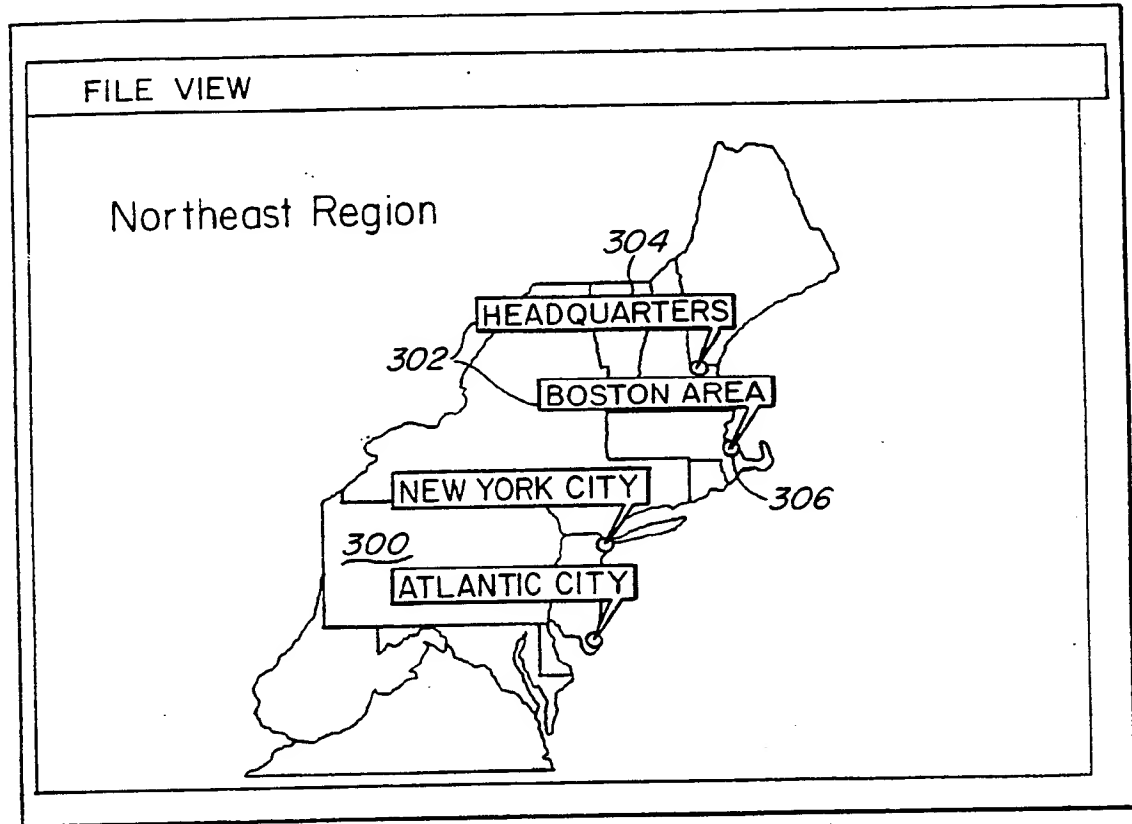 FILE VIEW
Northeast Region
304
HEADQUARTERS
302
BOSTON AREA
NEW YORK CITY
306
300
ATLANTIC CITY